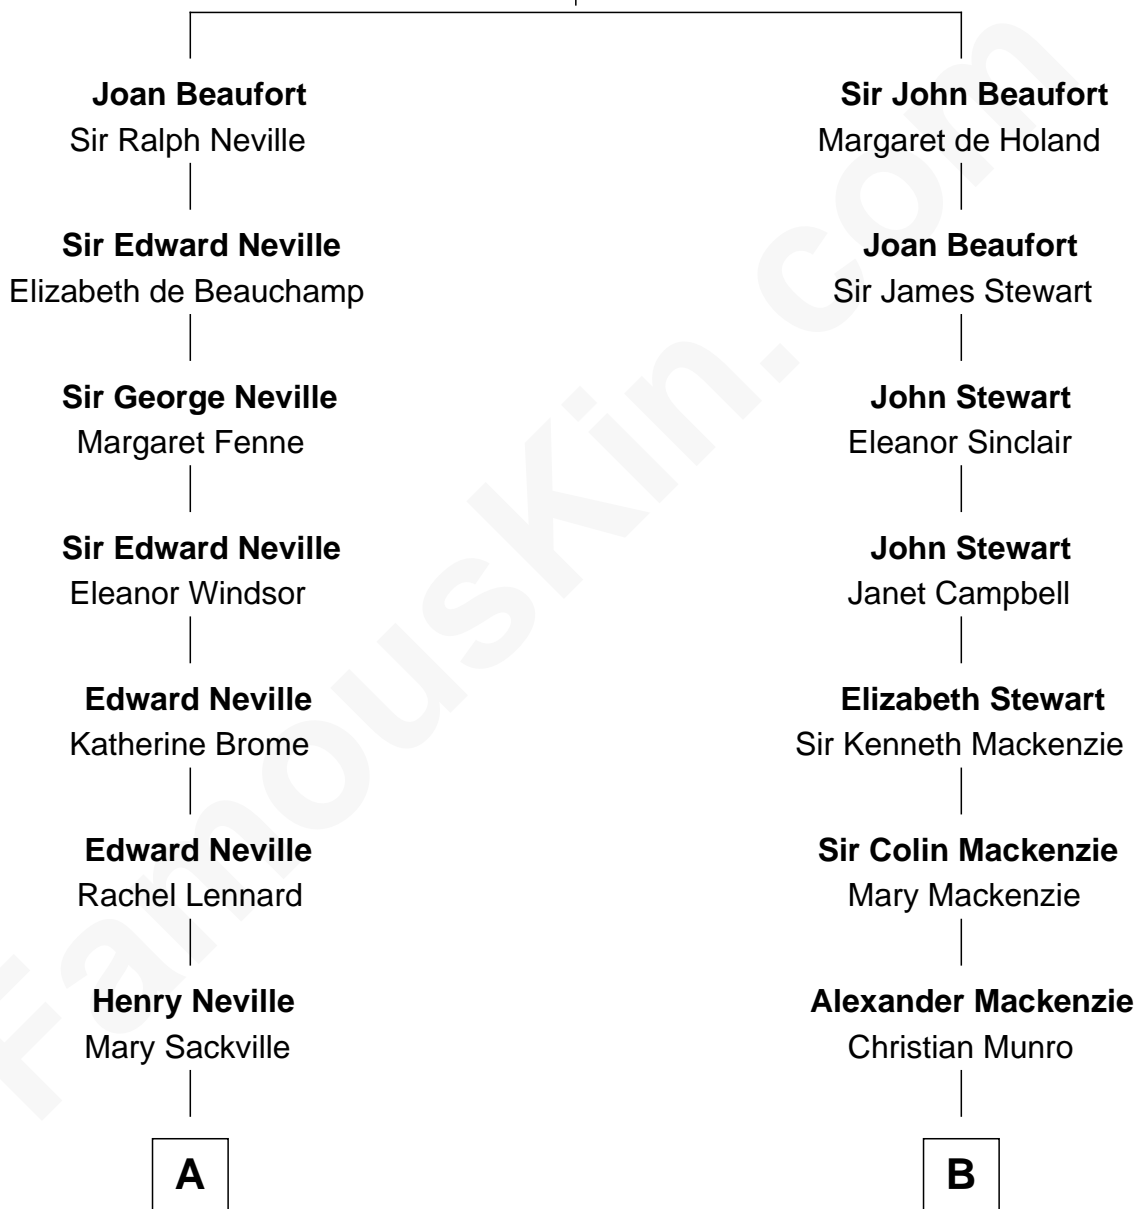 Joan Beaufort
Sir Ralph Neville
Sir Edward Neville
Elizabeth de Beauchamp
Sir George Neville
Margaret Fenne
Sir Edward Neville
Eleanor Windsor
Edward Neville
Katherine Brome
Edward Neville
Rachel Lennard
Henry Neville
Mary Sackville
A
Sir John Beaufort
Margaret de Holand
Joan Beaufort
Sir James Stewart
John Stewart
Eleanor Sinclair
John Stewart
Janet Campbell
Elizabeth Stewart
Sir Kenneth Mackenzie
Sir Colin Mackenzie
Mary Mackenzie
Alexander Mackenzie
Christian Munro
B
FamousKin.com